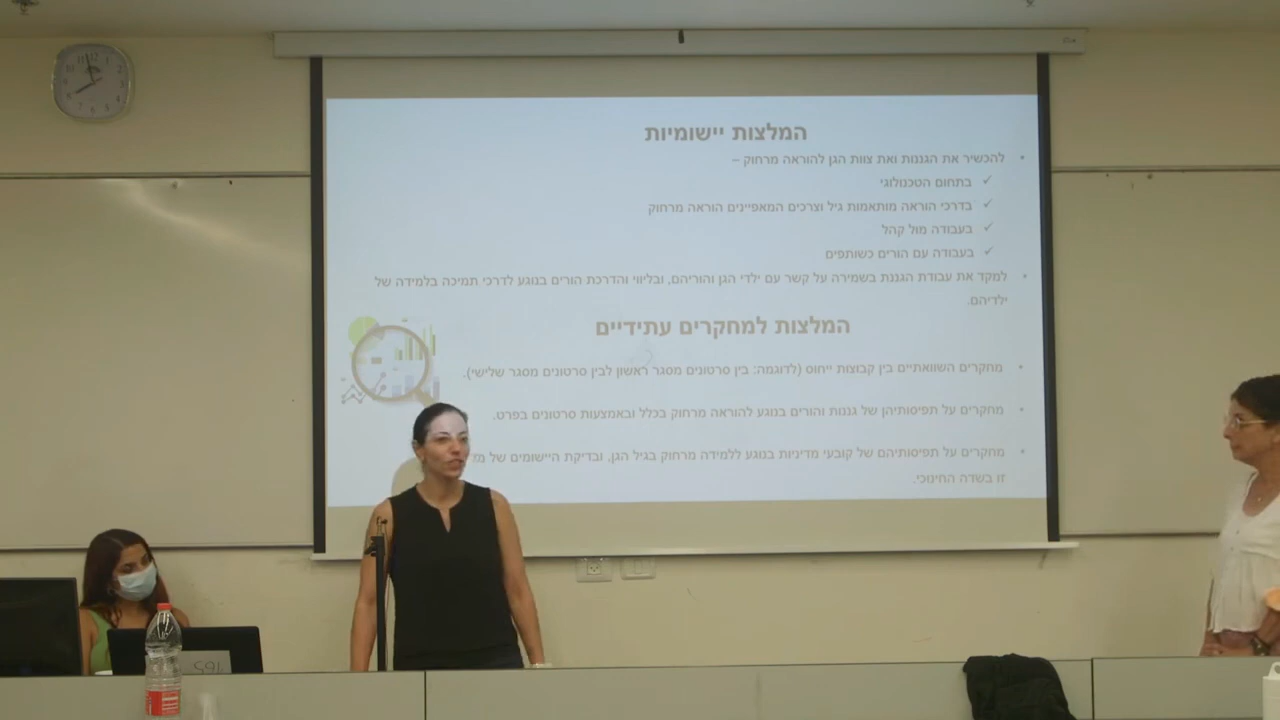 המלצות יישומיות
• להכשיר את הגננות ואת צוות הגן להוראה מרחוק –
✓ בתחום הטכנולוגי
✓ בדרכי הוראה מותאמות גיל וצרכים המאפיינים הוראה מרחוק
✓ בעבודה מול קהל
✓ בעבודה עם הורים כשותפים
• למקד את עבודת הגננת בשמירה על קשר עם ילדי הגן והוריהם, ובליווי והדרכת הורים בנוגע לדרכי תמיכה בלמידה של
ילדיהם.
המלצות למחקרים עתידיים
• מחקרים השוואתיים בין קבוצות ייחוס (לדוגמה: בין סרטונים מסגר ראשון לבין סרטונים מסגר שלישי).
• מחקרים על תפיסותיהן של גננות והורים בנוגע להוראה מרחוק בכלל ובאמצעות סרטונים בפרט.
• מחקרים על תפיסותיהם של קובעי מדיניות בנוגע ללמידה מרחוק בגיל הגן, ובדיקת היישומים של
זו בשדה החינוכי.